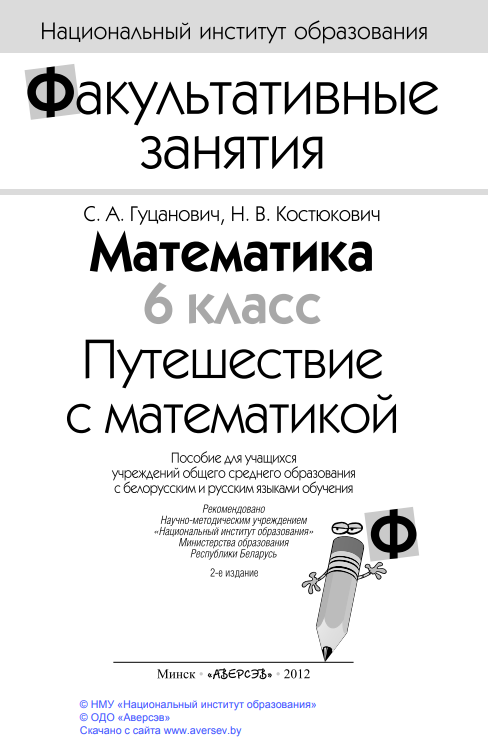 Национальный институт образования
Факультативные
занятия
С. А. Гуцанович, Н. В. Костюкович
Математика
6 класс
Путешествие
с математикой
Пособие для учащихся
учреждений общего среднего образования
с белорусским и русским языками обучения
Рекомендовано
Научно-методическим учреждением
«Национальный институт образования»
Министерства образования
Республики Беларусь
2-е издание
Ф
Минск • «АВЕРСЭВ» • 2012
© НМУ «Национальный институт образования»
© ОДО «Аверсэв»
Скачано с сайта www.aversev.by